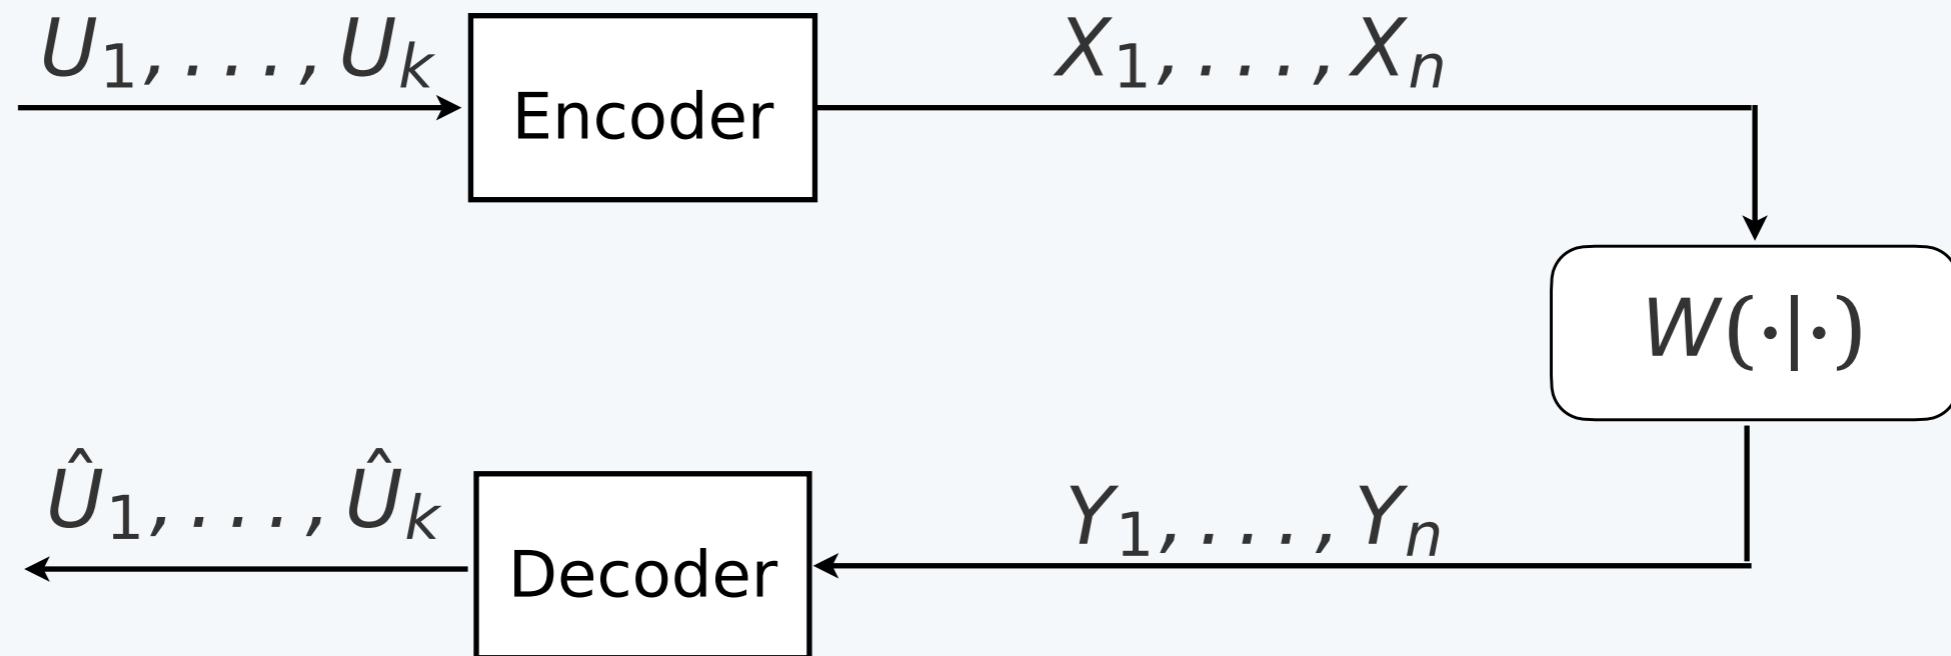 U₁, . . . , Uₖ
Encoder
X₁, . . . , Xₙ
W(·|·)
Û₁, . . . , Ûₖ
Decoder
Y₁, . . . , Yₙ